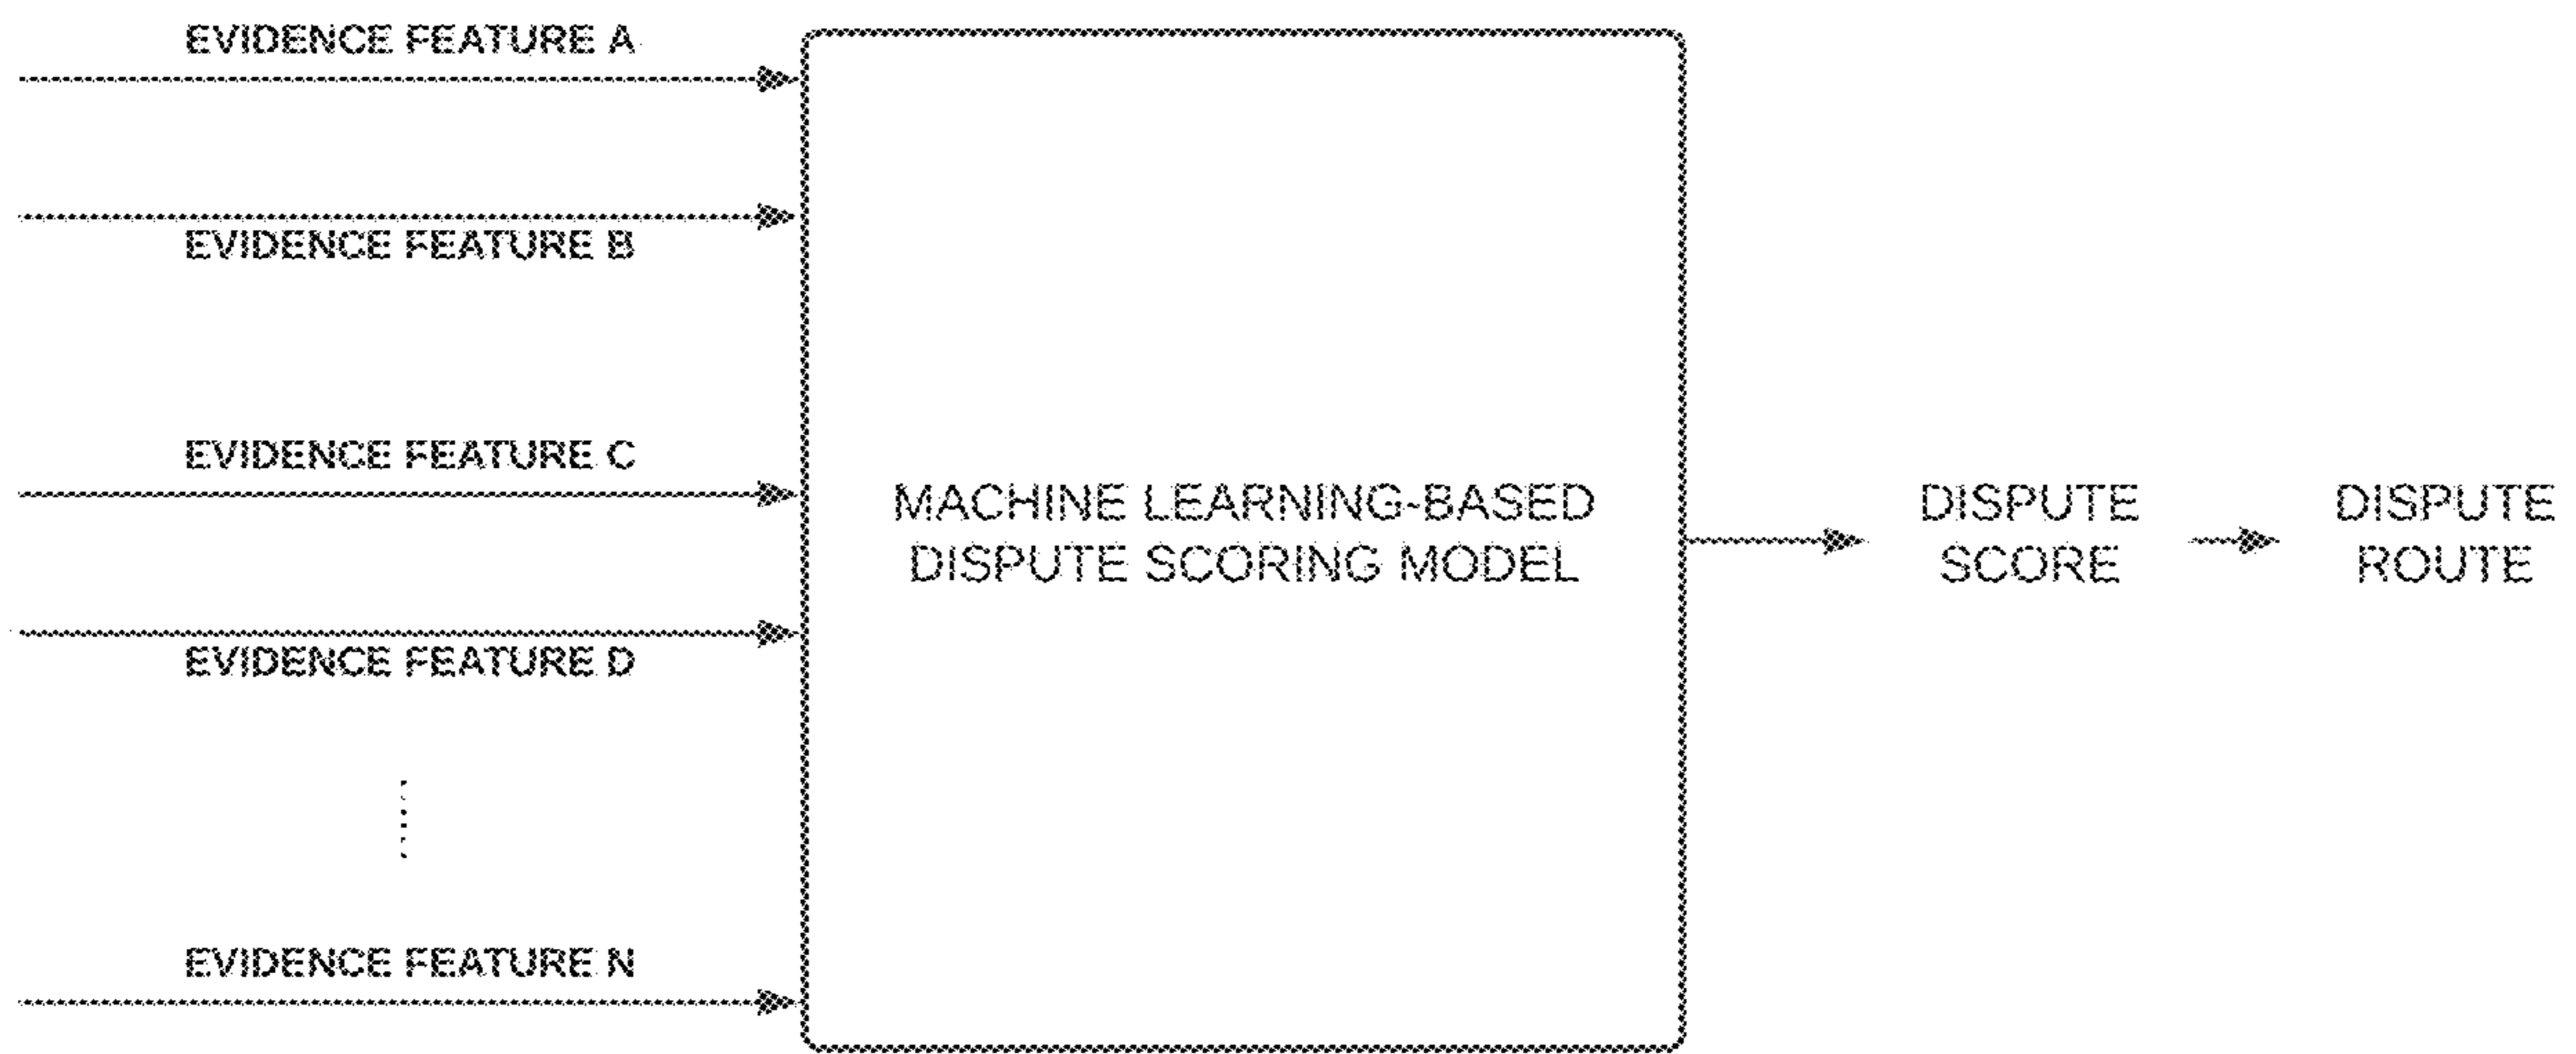 EVIDENCE FEATURE A
EVIDENCE FEATURE B
EVIDENCE FEATURE C
EVIDENCE FEATURE D
EVIDENCE FEATURE N
MACHINE LEARNING-BASED
DISPUTE SCORING MODEL
DISPUTE
SCORE
DISPUTE
ROUTE